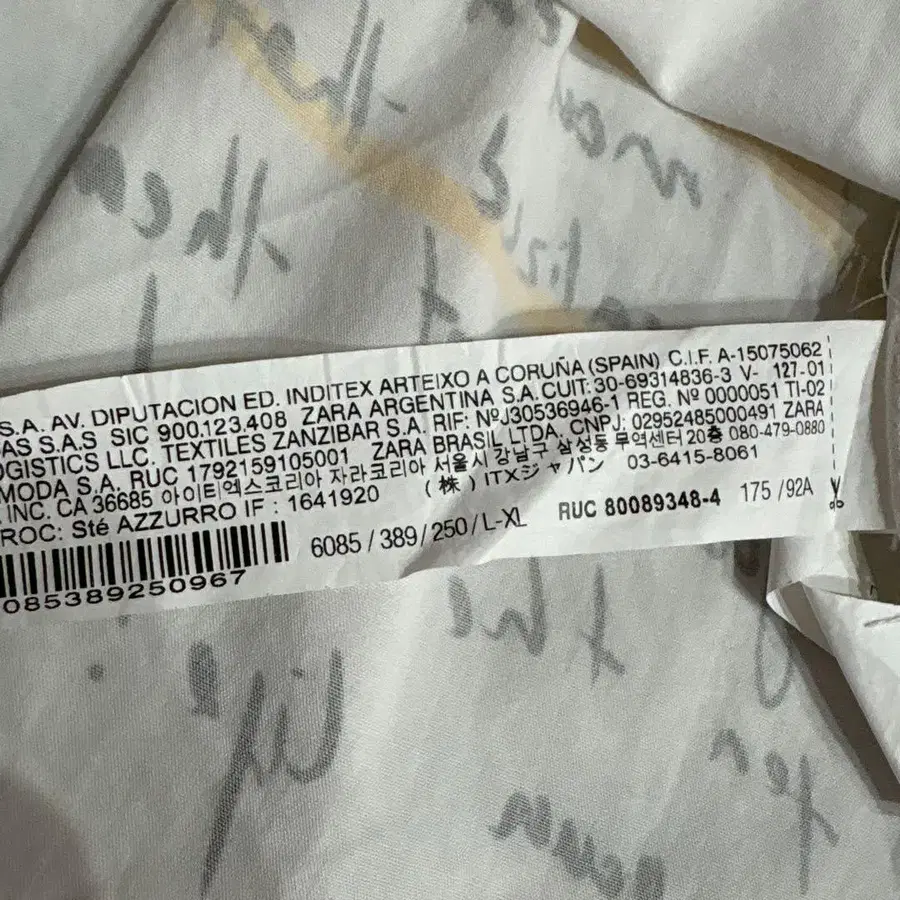 S.A. AV. DIPUTACION ED. INDITEX ARTEIXO A CORUÑA (SPAIN) C.I.F. A-15075062
AS S.A.S SIC 900.123.408 ZARA ARGENTINA S.A. CUIT: 30-69314836-3 V- 127-01
OGISTICS LLC. TEXTILES ZANZIBAR S.A. RIF: Nº J30536946-1 REG. Nº 0000051 TI-02
MODA S.A. RUC 1792159105001 ZARA BRASIL LTDA. CNPJ: 02952485000491 ZARA
. INC. CA 36685 아이티엑스코리아 자라코리아 서울시 강남구 삼성동 무역센터 20층 080-479-0880
ROC: Sté AZZURRO IF : 1641920 (株) ITXジャパン 03-6415-8061
6085 / 389 / 250 / L-XL RUC 80089348-4 175 /92A
085389250967
the
the
life